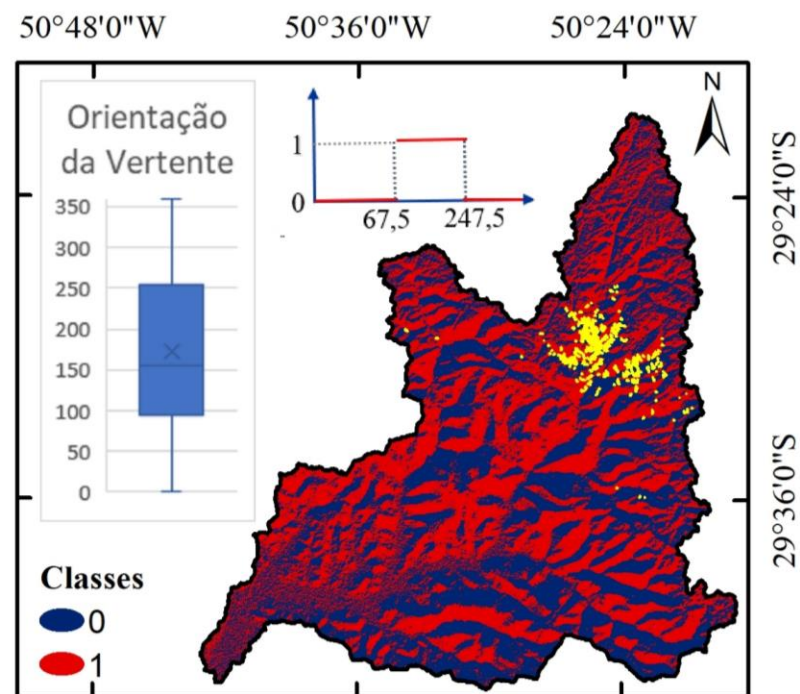 50°48'0"W
50°36'0"W
50°24'0"W
Orientação
da Vertente
350
300
250
200
150
100
50
0
1
0
67,5
247,5
N
29°24'0"S
29°36'0"S
Classes
0
1